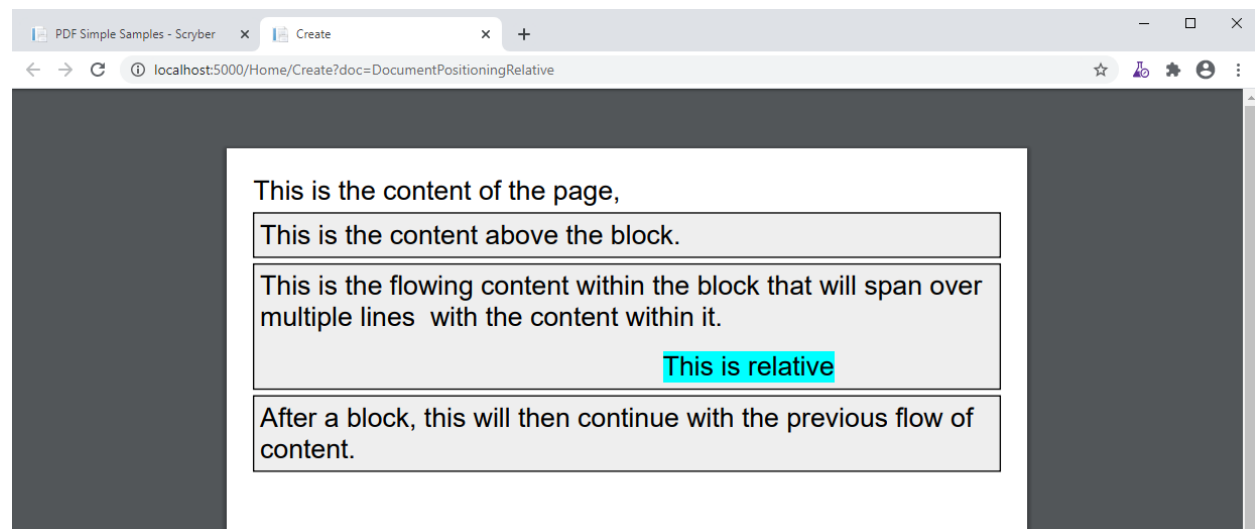 PDF Simple Samples - Scryber
Create
localhost:5000/Home/Create?doc=DocumentPositioningRelative
This is the content of the page,
This is the content above the block.
This is the flowing content within the block that will span over
multiple lines  with the content within it.
This is relative
After a block, this will then continue with the previous flow of
content.